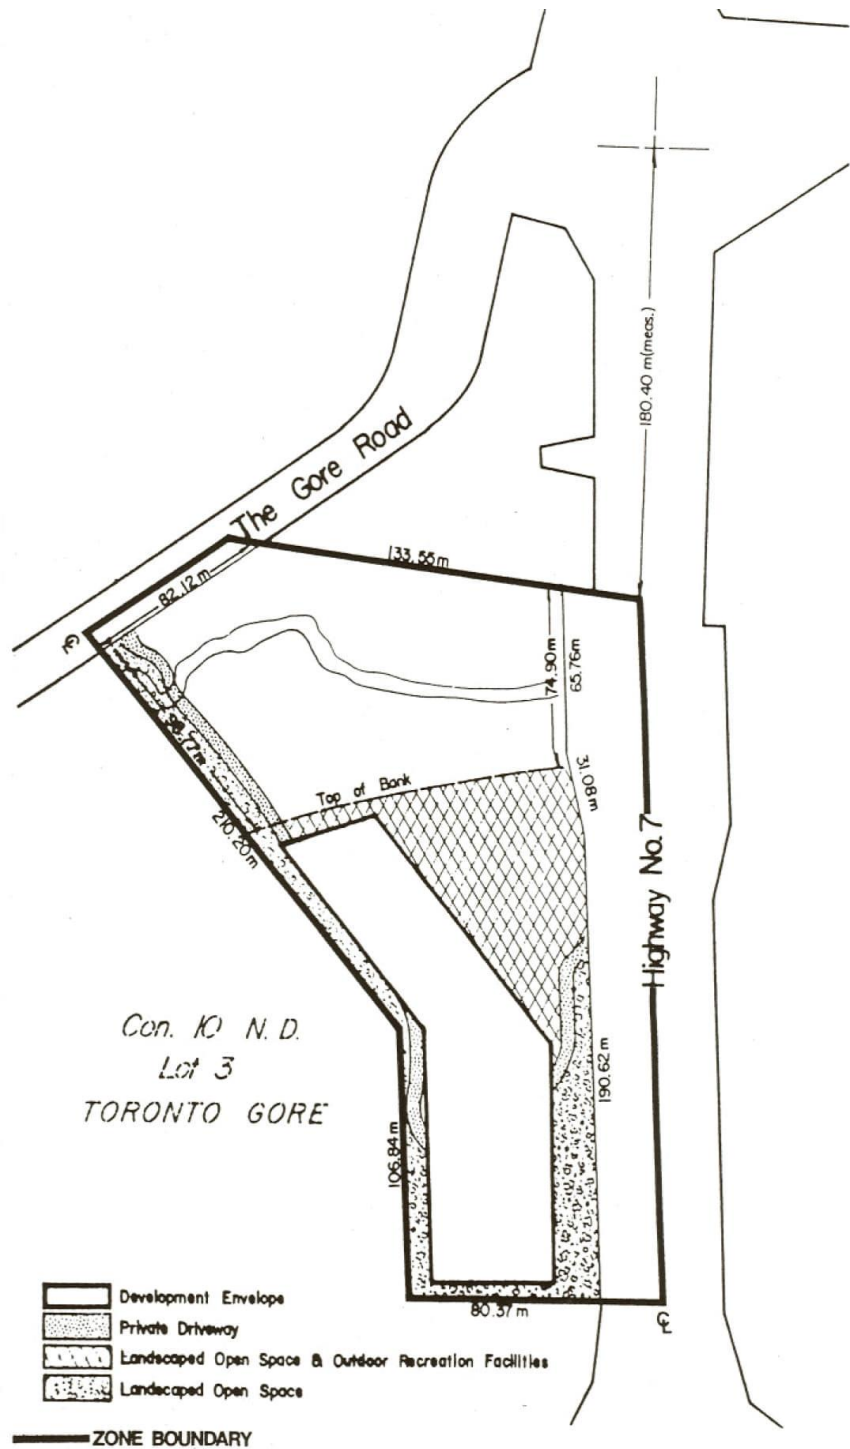 180.40 m(meas.)
The Gore Road
133.55m
82.12m
℄
74.90m
65.76m
31.08m
Top of Bank
210.20m
Highway No. 7
Con. 10 N. D.
Lot 3
TORONTO GORE
190.62m
106.84m
80.37m
℄
Development Envelope
Private Driveway
Landscaped Open Space & Outdoor Recreation Facilities
Landscaped Open Space
ZONE BOUNDARY